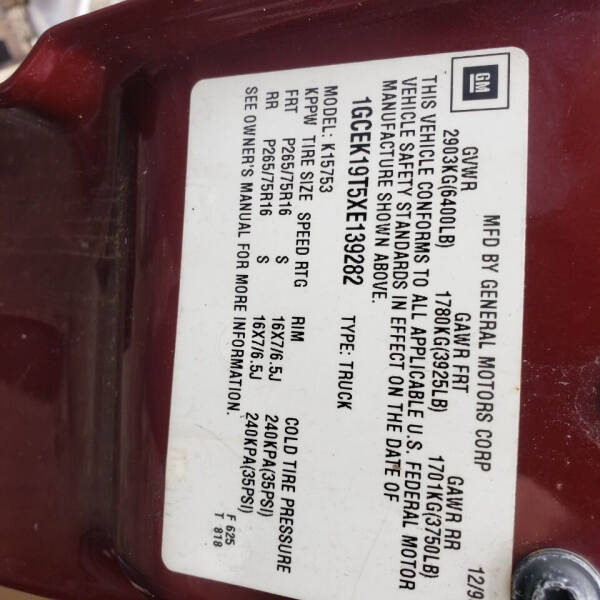 GM
MFD BY GENERAL MOTORS CORP
GVWR GAWR FRT GAWR RR
2903KG(6400LB) 1780KG(3925LB) 1701KG(3750LB)
THIS VEHICLE CONFORMS TO ALL APPLICABLE U.S. FEDERAL MOTOR
VEHICLE SAFETY STANDARDS IN EFFECT ON THE DATE OF
MANUFACTURE SHOWN ABOVE.
1GCEK19T5XE139282 TYPE: TRUCK
MODEL: K15753
KPPW TIRE SIZE SPEED RTG RIM COLD TIRE PRESSURE
FRT P265/75R16 S 16X7/6.5J 240KPA(35PSI)
RR P265/75R16 S 16X7/6.5J 240KPA(35PSI)
SEE OWNER'S MANUAL FOR MORE INFORMATION.
F 625
T 818